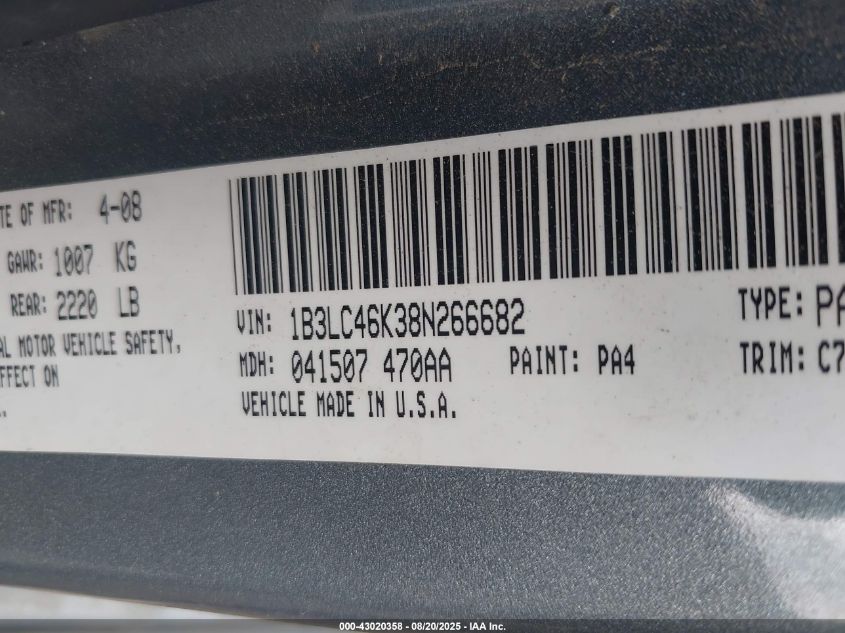 TE OF MFR: 4-08
GAWR: 1007 KG
REAR: 2220 LB
AL MOTOR VEHICLE SAFETY,
FFECT ON
VIN: 1B3LC46K38N266682
TYPE: PA
MDH: 041507 470AA PAINT: PA4 TRIM: C7
VEHICLE MADE IN U.S.A.
000-43020358 - 08/20/2025 - IAA Inc.